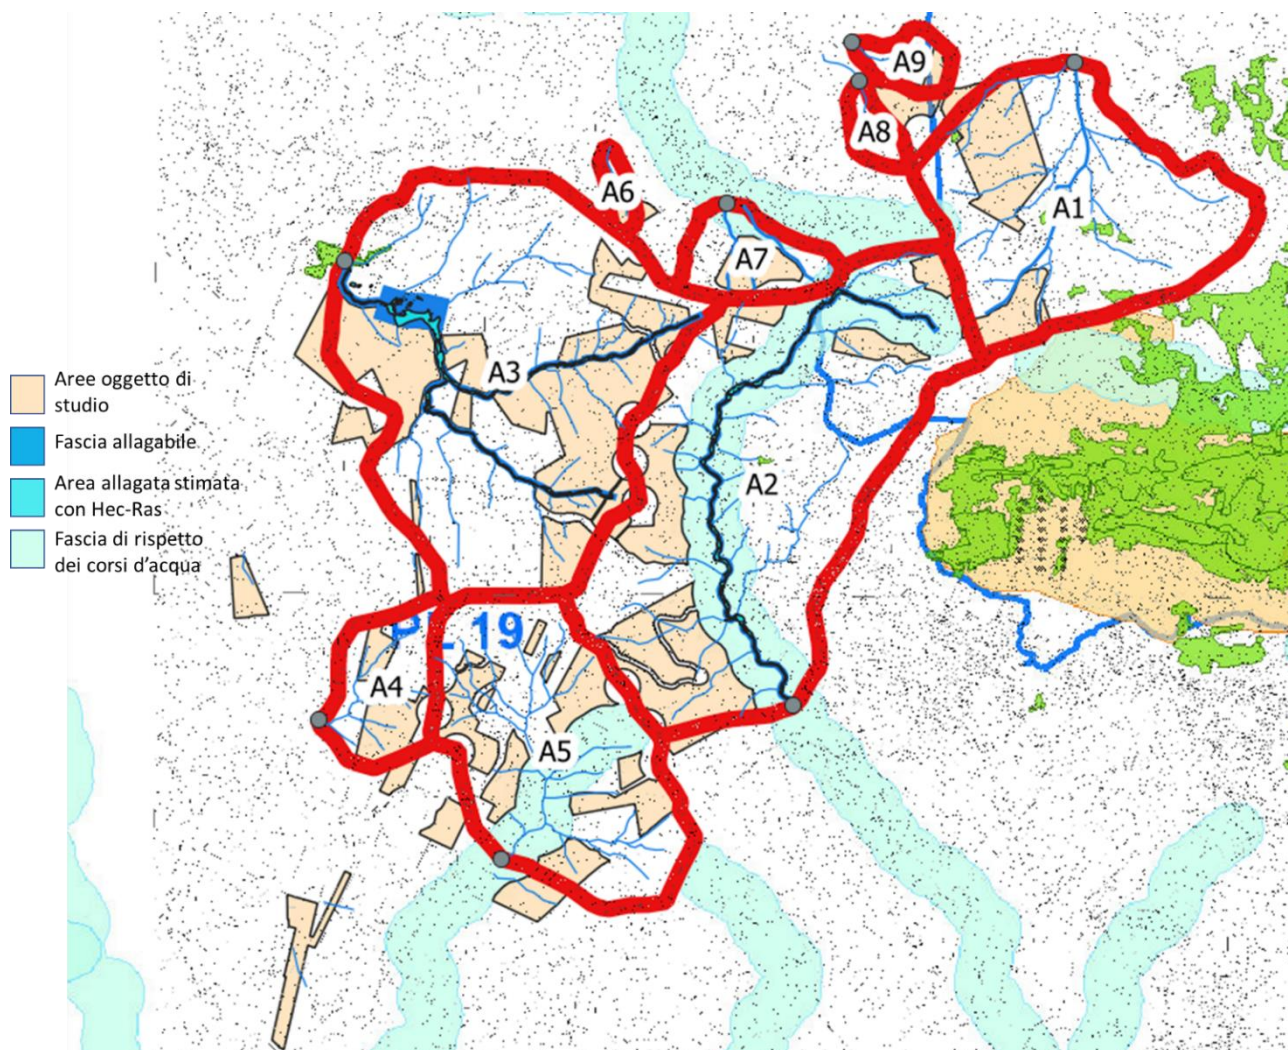 A9
A8
A6
A1
A7
Aree oggetto di
studio
Fascia allagabile
Area allagata stimata
con Hec-Ras
Fascia di rispetto
dei corsi d'acqua
A3
A2
19
A4
A5